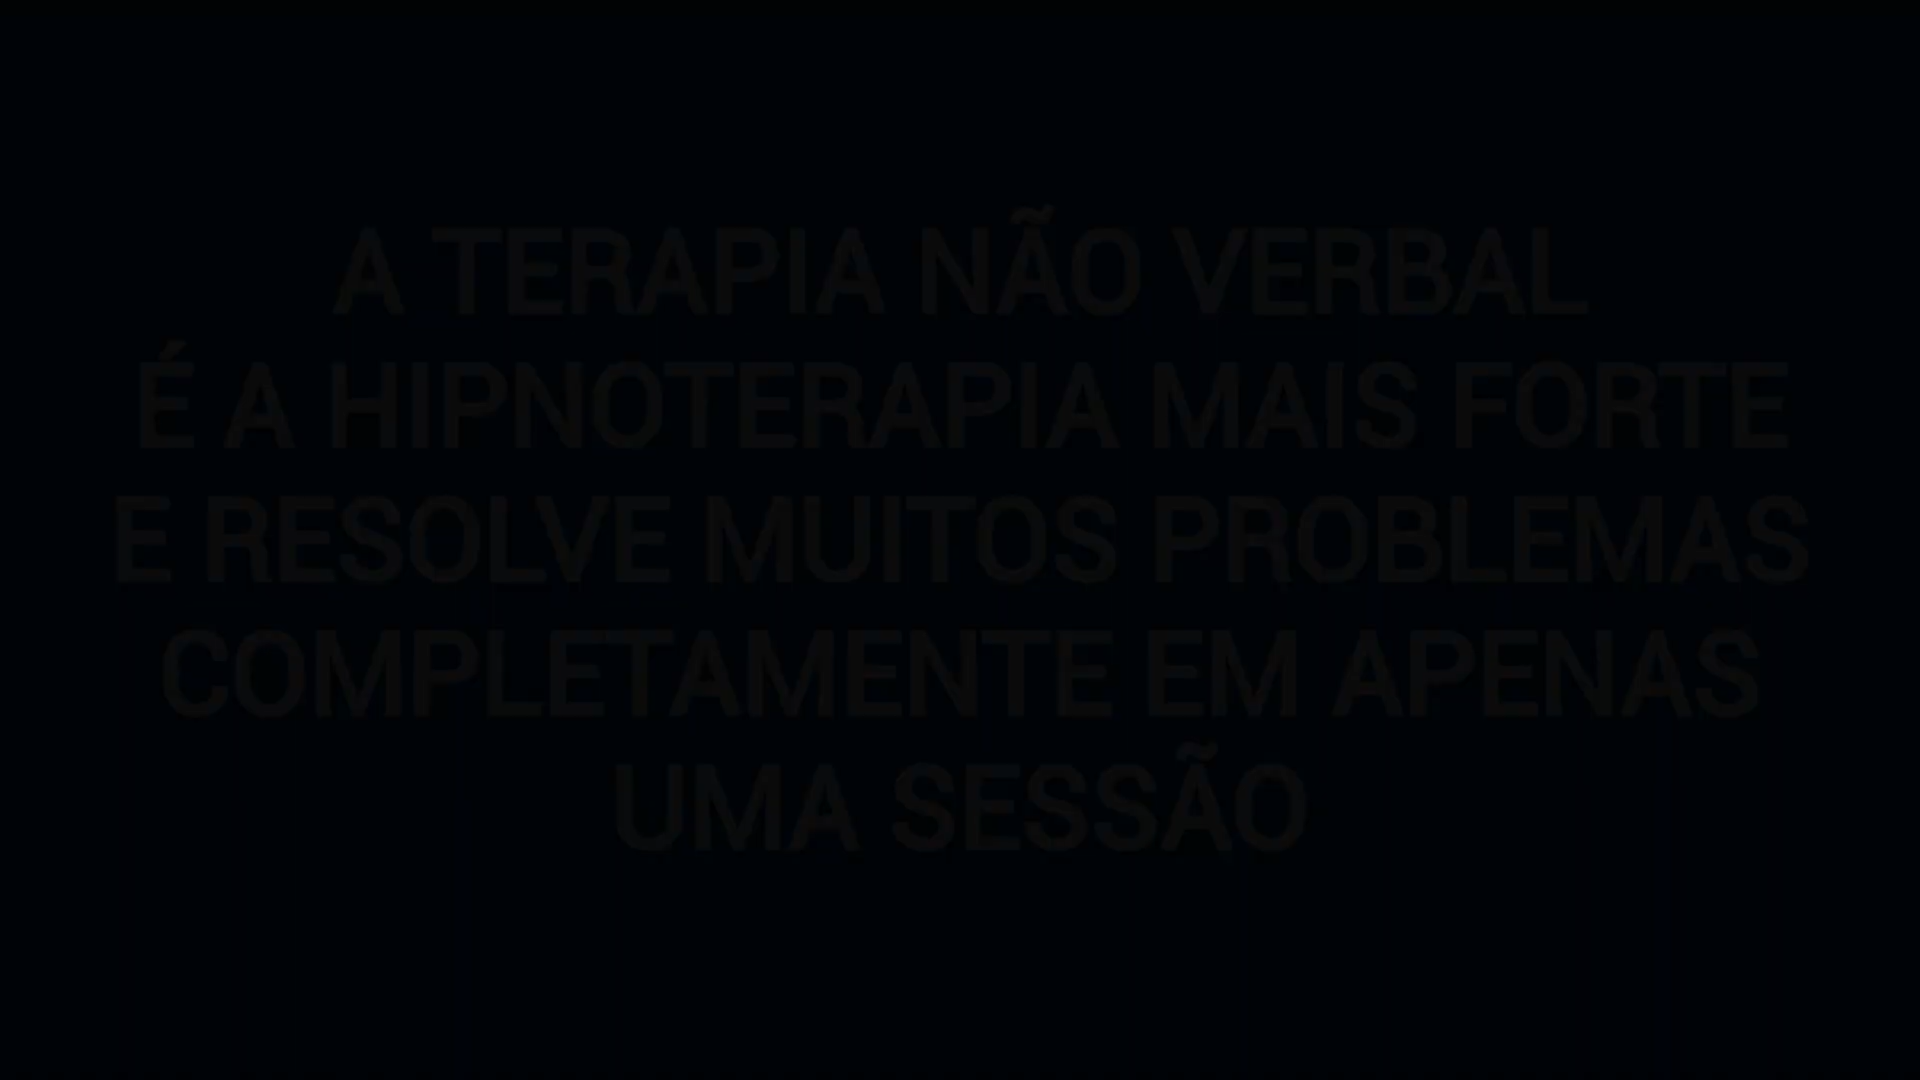 A TERAPIA NÃO VERBAL
É A HIPNOTERAPIA MAIS FORTE
E RESOLVE MUITOS PROBLEMAS
COMPLETAMENTE EM APENAS
UMA SESSÃO